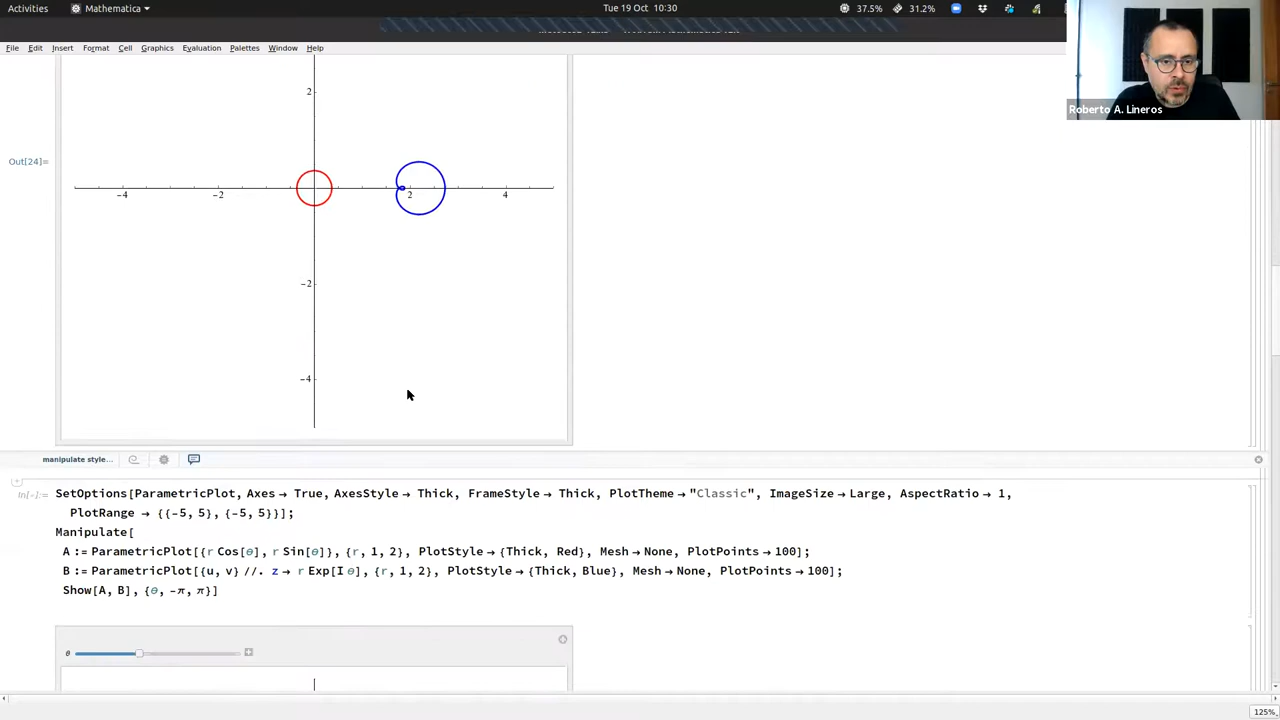 Activities Mathematica Tue 19 Oct 10:30 37.5% 31.2%
File Edit Insert Format Cell Graphics Evaluation Palettes Window Help
Roberto A. Lineros
2
Out[24]=
-4 -2 2 4
-2
-4
manipulate style...
In[-]:= SetOptions[ParametricPlot, Axes → True, AxesStyle → Thick, FrameStyle → Thick, PlotTheme → "Classic", ImageSize → Large, AspectRatio → 1,
PlotRange → {{-5, 5}, {-5, 5}}];
Manipulate[
A := ParametricPlot[{r Cos[θ], r Sin[θ]}, {r, 1, 2}, PlotStyle → {Thick, Red}, Mesh → None, PlotPoints → 100];
B := ParametricPlot[{u, v} //. z → r Exp[I θ], {r, 1, 2}, PlotStyle → {Thick, Blue}, Mesh → None, PlotPoints → 100];
Show[A, B], {θ, -π, π}]
θ
125%